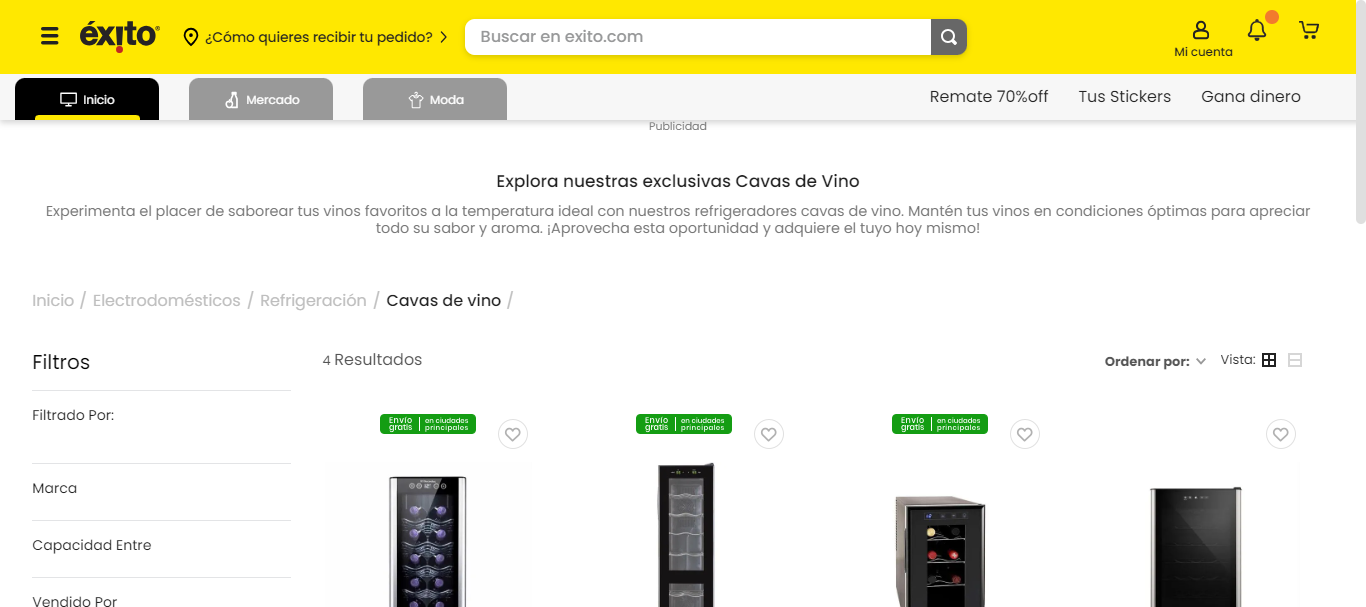 éxito
¿Cómo quieres recibir tu pedido?
Buscar en exito.com
Mi cuenta
Inicio
Mercado
Moda
Remate 70%off
Tus Stickers
Gana dinero
Publicidad
Explora nuestras exclusivas Cavas de Vino
Experimenta el placer de saborear tus vinos favoritos a la temperatura ideal con nuestros refrigeradores cavas de vino. Mantén tus vinos en condiciones óptimas para apreciar
todo su sabor y aroma. ¡Aprovecha esta oportunidad y adquiere el tuyo hoy mismo!
Inicio / Electrodomésticos / Refrigeración / Cavas de vino /
Filtros
4 Resultados
Ordenar por:
Vista:
Filtrado Por:
Marca
Capacidad Entre
Vendido Por
Envío gratis | en ciudades principales
Envío gratis | en ciudades principales
Envío gratis | en ciudades principales